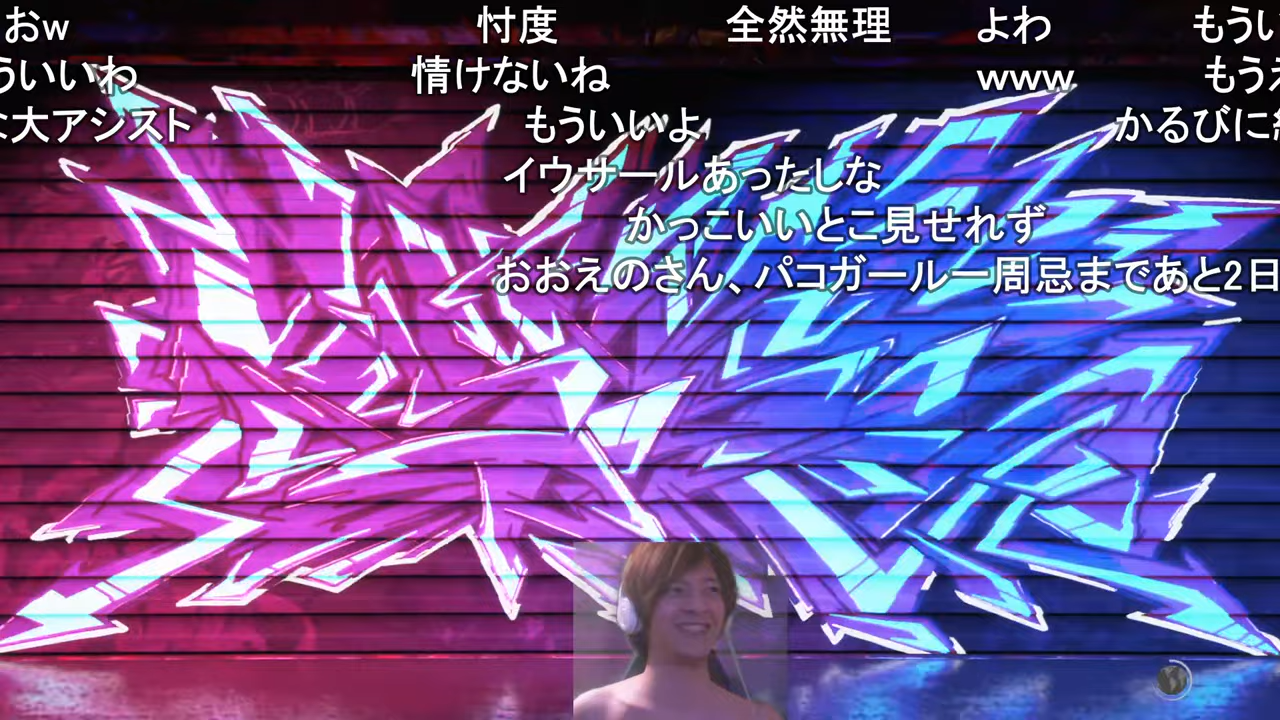 おw 忖度 全然無理 よわ もうい
ういいわ 情けないね www もうえ
な大アシスト もういいよ かるびに
イウサールあったしな
かっこいいとこ見せれず
おおえのさん、パコガール一周忌まであと2日